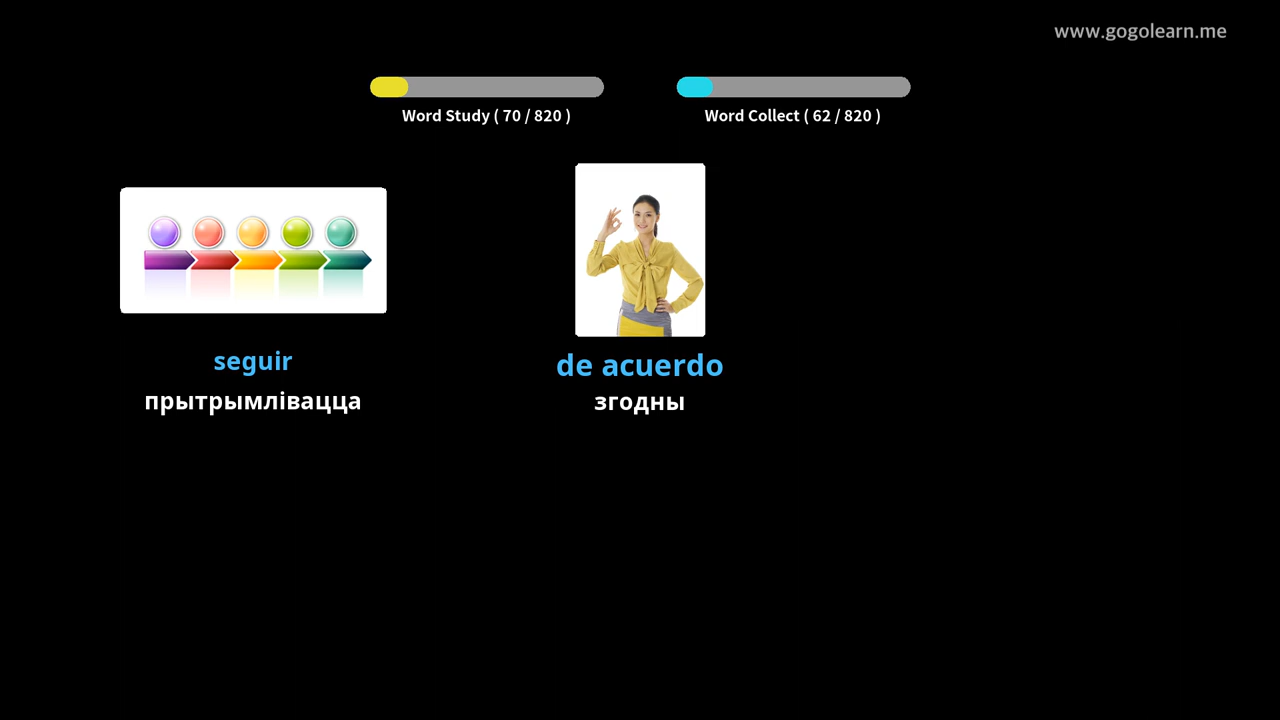 www.gogolearn.me
Word Study ( 70 / 820 )
Word Collect ( 62 / 820 )
seguir
прытрымлівацца
de acuerdo
згодны